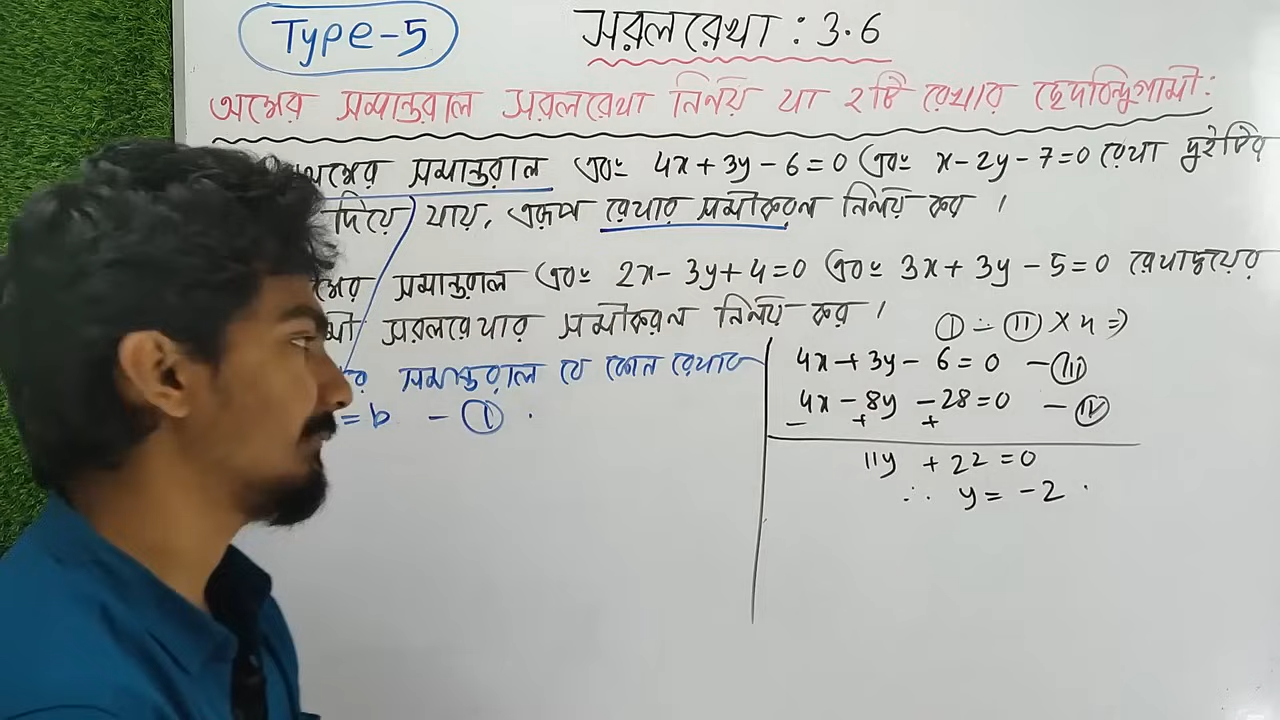 Type-5
সরলরেখা : 3.6
অক্ষের সমান্তরাল সরলরেখা নির্ণয় যা ২টি রেখার ছেদবিন্দুগামী:
অক্ষের সমান্তরাল এবং 4x + 3y - 6 = 0 এবং x - 2y - 7 = 0 রেখা দুইটির
দিয়ে যায়, এরূপ রেখার সমীকরণ নির্ণয় কর ।
ক্ষের সমান্তরাল এবং 2x - 3y + 4 = 0 এবং 3x + 3y - 5 = 0 রেখাদ্বয়ের
মী সরলরেখার সমীকরণ নির্ণয় কর ।
র সমান্তরাল যে কোন রেখার
= b - (i) .
(i) - (ii) × 4 ⇒
4x + 3y - 6 = 0 - (iii)
4x - 8y - 28 = 0 - (iv)
- + +
11y + 22 = 0
∴ y = -2 .